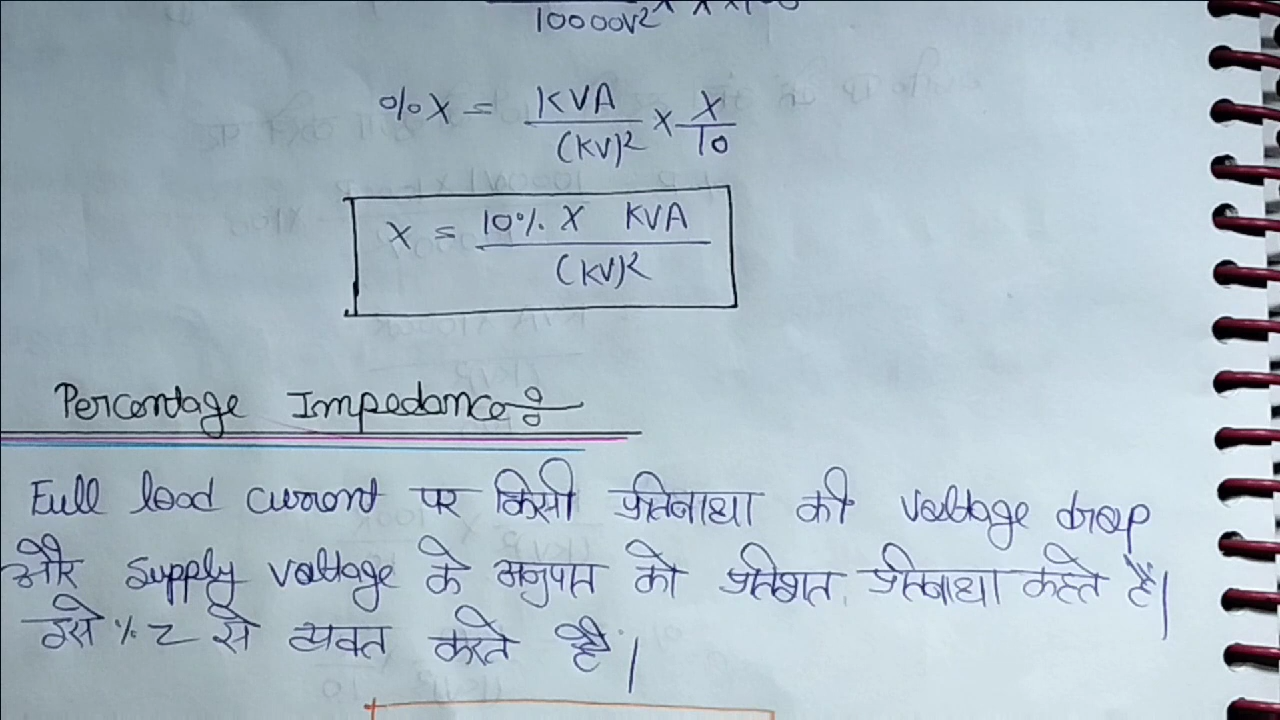 10000V²
%X = KVA/(KV)² × X/10
X = 10% X KVA/(KV)²
Percentage Impedance÷
Full load current पर किसी प्रतिबाधा की voltage drop
और supply voltage के अनुपात को प्रतिशत प्रतिबाधा कहते हैं।
इसे %Z से व्यक्त करते हैं।